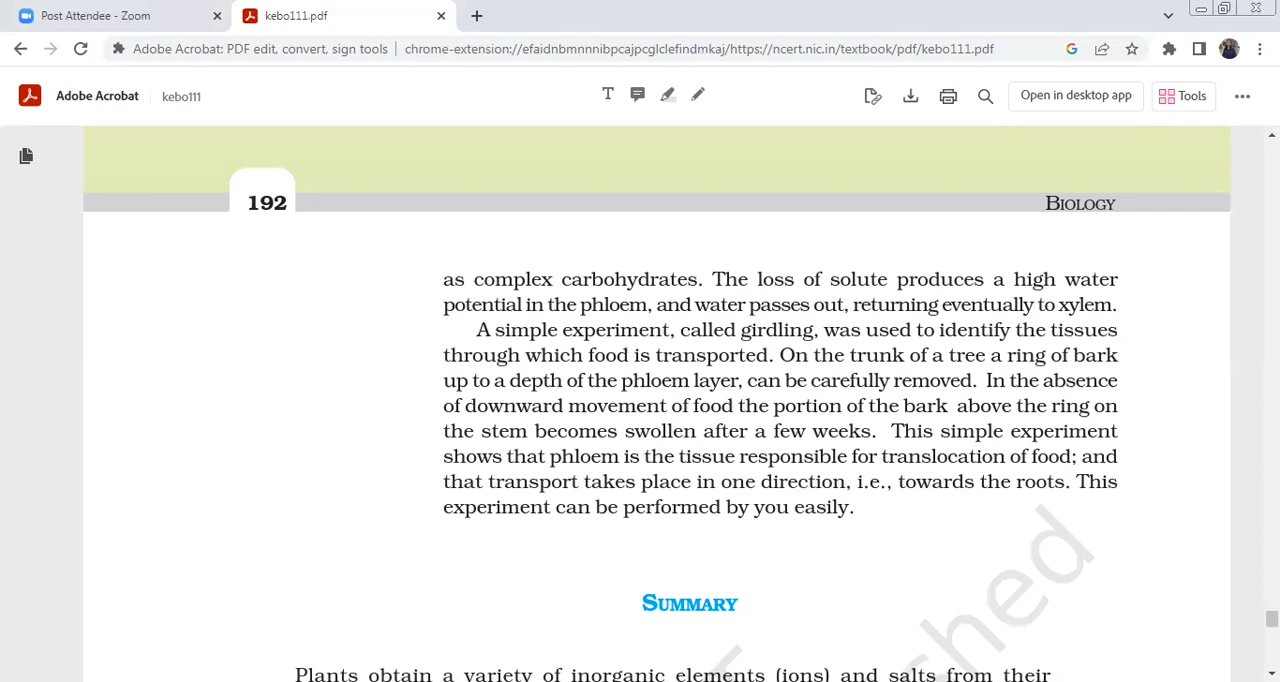 Post Attendee - Zoom
kebo111.pdf
Adobe Acrobat: PDF edit, convert, sign tools | chrome-extension://efaidnbmnnnibpcajpcglclefindmkaj/https://ncert.nic.in/textbook/pdf/kebo111.pdf
Adobe Acrobat
kebo111
T
Open in desktop app
Tools
192
BIOLOGY
as complex carbohydrates. The loss of solute produces a high water
potential in the phloem, and water passes out, returning eventually to xylem.
A simple experiment, called girdling, was used to identify the tissues
through which food is transported. On the trunk of a tree a ring of bark
up to a depth of the phloem layer, can be carefully removed. In the absence
of downward movement of food the portion of the bark above the ring on
the stem becomes swollen after a few weeks. This simple experiment
shows that phloem is the tissue responsible for translocation of food; and
that transport takes place in one direction, i.e., towards the roots. This
experiment can be performed by you easily.
SUMMARY
Plants obtain a variety of inorganic elements (ions) and salts from their
shed